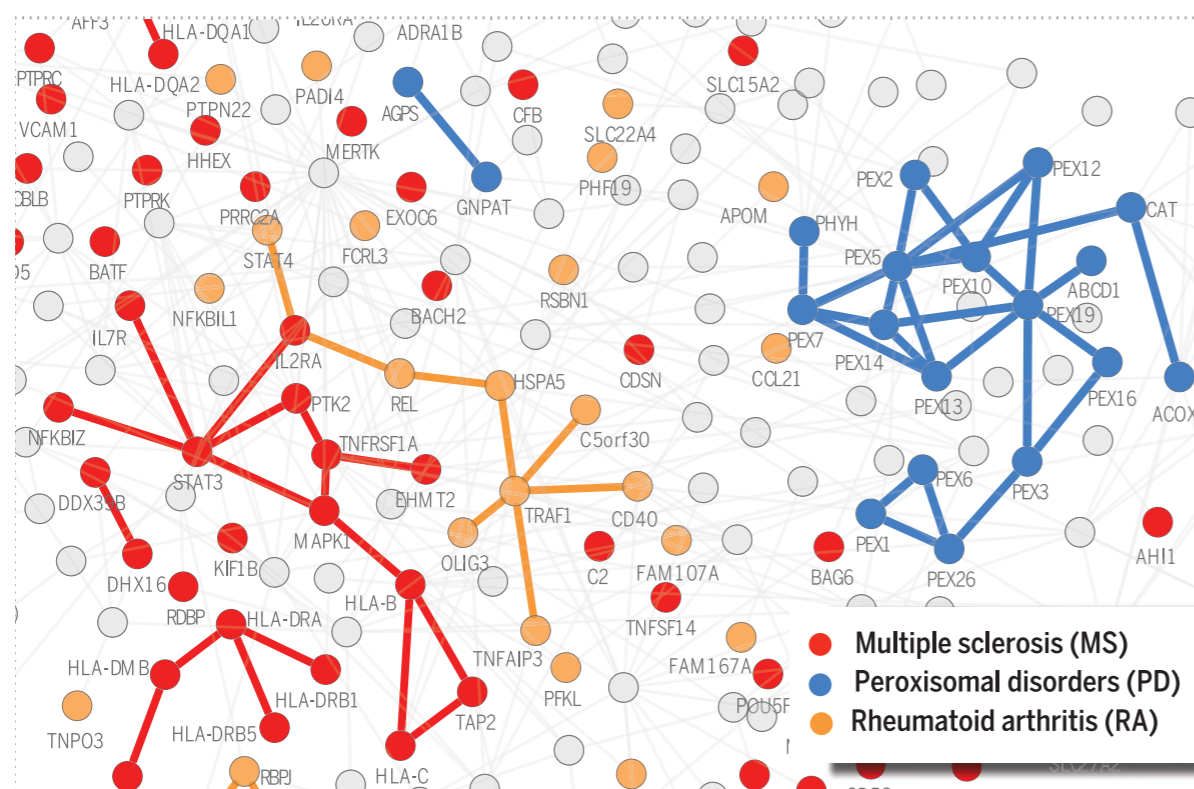 AFF3
HLA-DQA1
IL20RA
ADRA1B
PTPRC
HLA-DQA2
PTPN22
PADI4
AGPS
CFB
SLC15A2
VCAM1
HHEX
MERTK
SLC22A4
PEX2
PEX12
CBLB
PTPRK
PRRC2A
EXOC6
GNPAT
PHF19
APOM
PHYH
CAT
D5
BATF
STAT4
FCRL3
PEX5
PEX10
ABCD1
IL7R
NFKBIL1
BACH2
RSBN1
PEX7
PEX19
IL2RA
REL
HSPA5
CDSN
CCL21
PEX14
PEX13
PEX16
ACOX
NFKBIZ
PTK2
TNFRSF1A
C5orf30
STAT3
DDX39B
EHMT2
TRAF1
CD40
PEX6
PEX3
MAPK1
OLIG3
C2
FAM107A
PEX1
PEX26
BAG6
AHI1
DHX16
KIF1B
RDBP
HLA-DRA
HLA-B
TNFSF14
HLA-DMB
HLA-DRB1
TNFAIP3
PFKL
FAM167A
TNPO3
HLA-DRB5
TAP2
POU5F
RBPJ
HLA-C
SLC27A2
Multiple sclerosis (MS)
Peroxisomal disorders (PD)
Rheumatoid arthritis (RA)